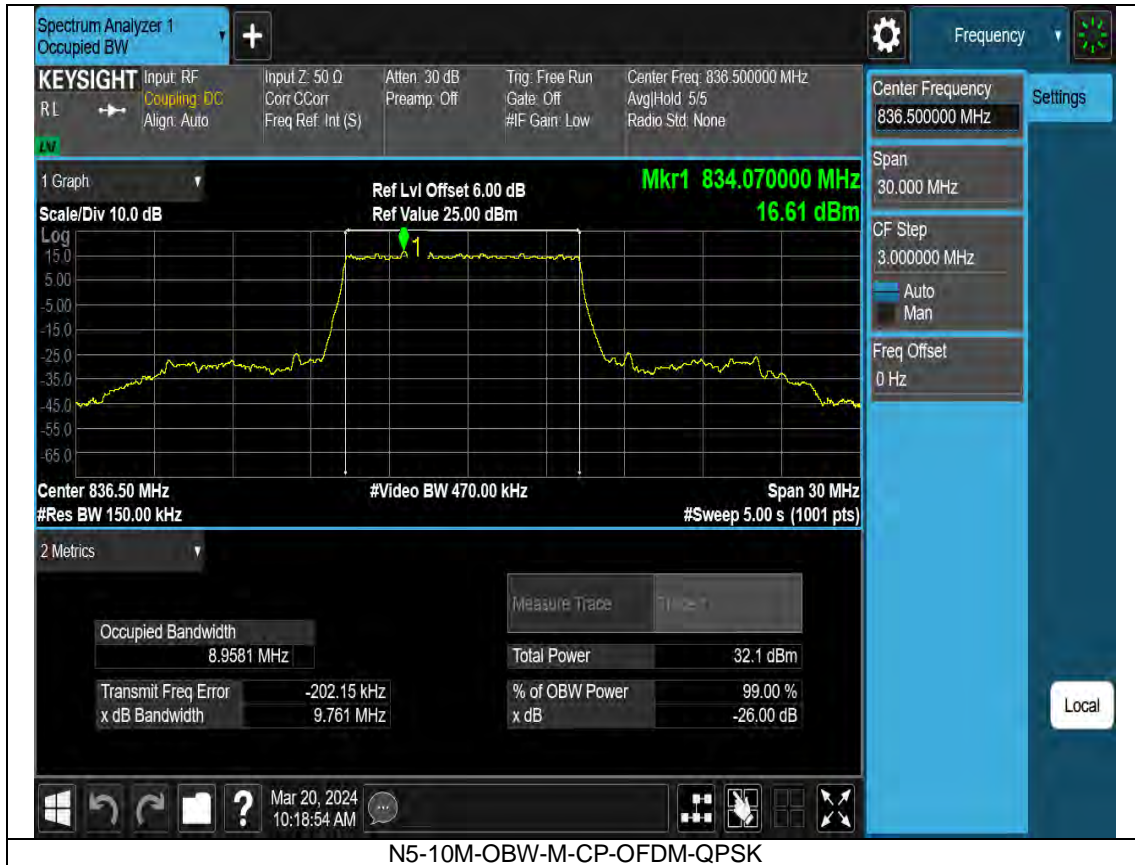 Spectrum Analyzer 1
Occupied BW
+
Frequency
KEYSIGHT
RL
Input: RF
Coupling: DC
Align: Auto
Input Z: 50 Ω
Corr CCorr
Freq Ref: Int (S)
Atten: 30 dB
Preamp: Off
Trig: Free Run
Gate: Off
#IF Gain: Low
Center Freq: 836.500000 MHz
Avg|Hold: 5/5
Radio Std: None
1 Graph
Scale/Div 10.0 dB
Ref Lvl Offset 6.00 dB
Ref Value 25.00 dBm
Mkr1 834.070000 MHz
16.61 dBm
Log
15.0
5.00
-5.00
-15.0
-25.0
-35.0
-45.0
-55.0
-65.0
1
Center 836.50 MHz
#Res BW 150.00 kHz
#Video BW 470.00 kHz
Span 30 MHz
#Sweep 5.00 s (1001 pts)
2 Metrics
Measure Trace
Occupied Bandwidth
8.9581 MHz
Total Power 32.1 dBm
Transmit Freq Error -202.15 kHz
% of OBW Power 99.00 %
x dB Bandwidth 9.761 MHz
x dB -26.00 dB
Center Frequency
836.500000 MHz
Settings
Span
30.000 MHz
CF Step
3.000000 MHz
Auto
Man
Freq Offset
0 Hz
Local
?
Mar 20, 2024
10:18:54 AM
N5-10M-OBW-M-CP-OFDM-QPSK